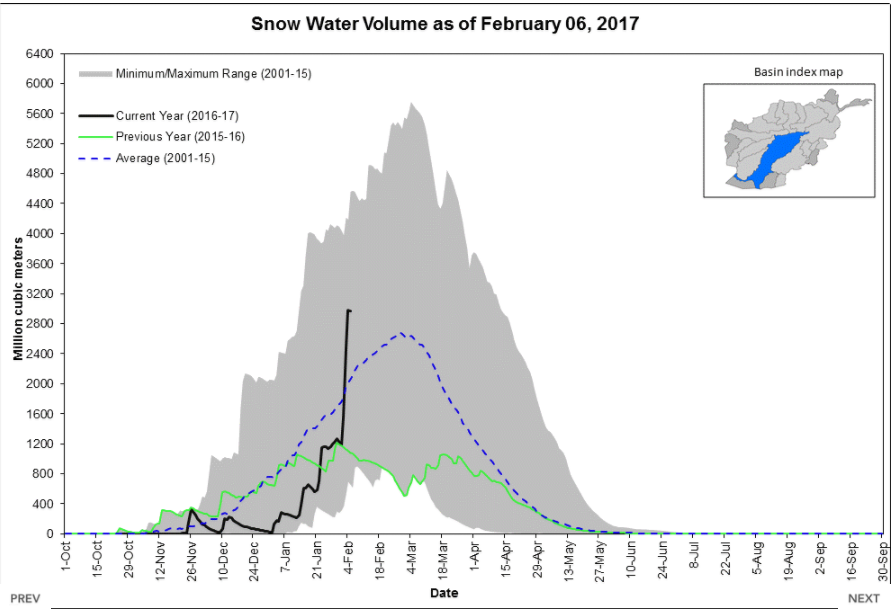 Snow Water Volume as of February 06, 2017
6400
6000
5600
5200
4800
4400
4000
3600
3200
2800
2400
2000
1600
1200
800
400
0
Million cubic meters
Minimum/Maximum Range (2001-15)
Current Year (2016-17)
Previous Year (2015-16)
Average (2001-15)
Basin index map
1-Oct
15-Oct
29-Oct
12-Nov
26-Nov
10-Dec
24-Dec
7-Jan
21-Jan
4-Feb
18-Feb
4-Mar
18-Mar
1-Apr
15-Apr
29-Apr
13-May
27-May
10-Jun
24-Jun
8-Jul
22-Jul
5-Aug
19-Aug
2-Sep
16-Sep
30-Sep
Date
PREV
NEXT